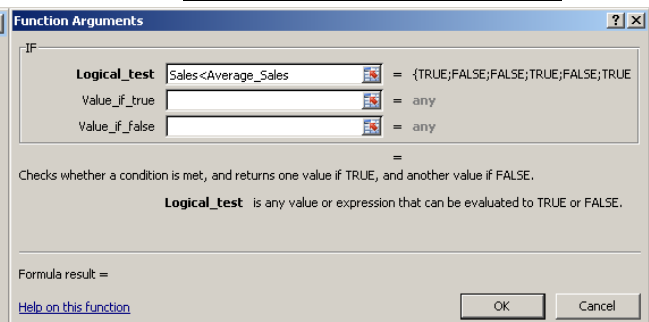 Function Arguments
IF
Logical_test Sales<Average_Sales = {TRUE;FALSE;FALSE;TRUE;FALSE;TRUE
Value_if_true = any
Value_if_false = any
=
Checks whether a condition is met, and returns one value if TRUE, and another value if FALSE.
Logical_test is any value or expression that can be evaluated to TRUE or FALSE.
Formula result =
Help on this function OK Cancel